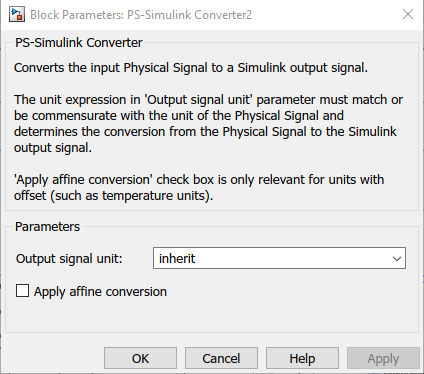 Block Parameters: PS-Simulink Converter2
PS-Simulink Converter
Converts the input Physical Signal to a Simulink output signal.
The unit expression in 'Output signal unit' parameter must match or
be commensurate with the unit of the Physical Signal and
determines the conversion from the Physical Signal to the Simulink
output signal.
'Apply affine conversion' check box is only relevant for units with
offset (such as temperature units).
Parameters
Output signal unit: inherit
Apply affine conversion
OK Cancel Help Apply